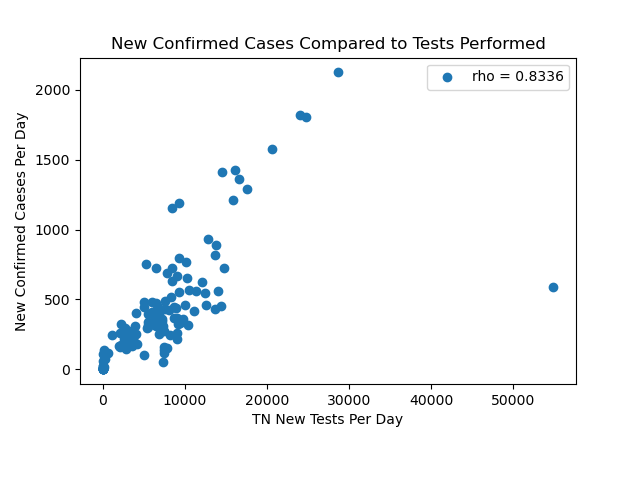 New Confirmed Cases Compared to Tests Performed
rho = 0.8336
New Confirmed Caeses Per Day
2000
1500
1000
500
0
0 10000 20000 30000 40000 50000
TN New Tests Per Day